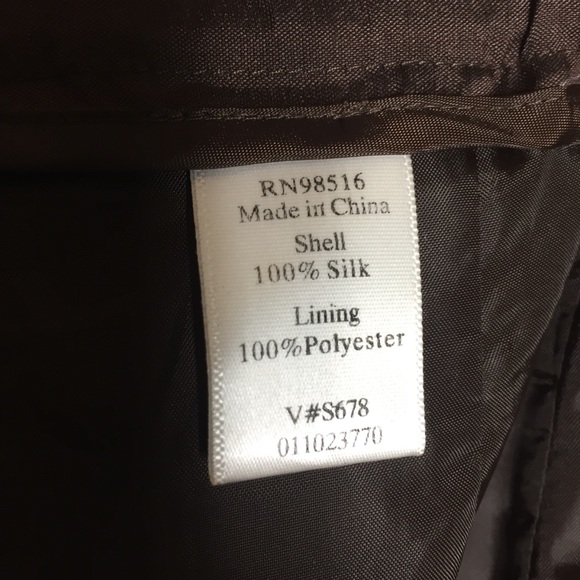 RN98516
Made in China
Shell
100% Silk
Lining
100%Polyester
V#S678
011023770